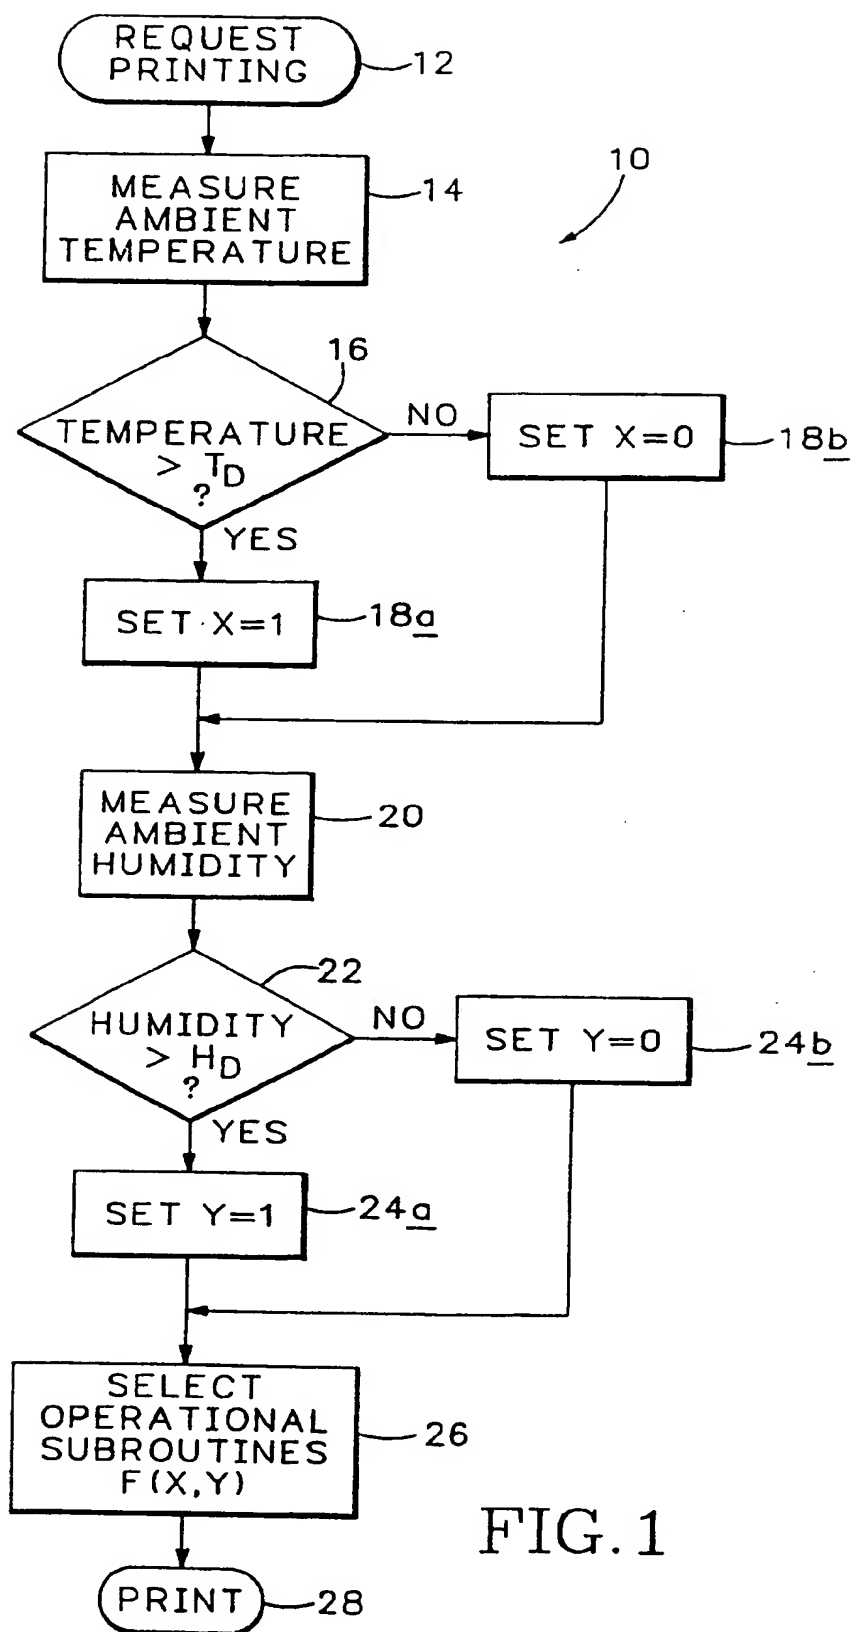 REQUEST
PRINTING
12
MEASURE
AMBIENT
TEMPERATURE
14
10
16
TEMPERATURE
> TD
?
NO
SET X=0
18b
YES
SET X=1
18a
MEASURE
AMBIENT
HUMIDITY
20
22
HUMIDITY
> HD
?
NO
SET Y=0
24b
YES
SET Y=1
24a
SELECT
OPERATIONAL
SUBROUTINES
F(X,Y)
26
FIG. 1
PRINT
28